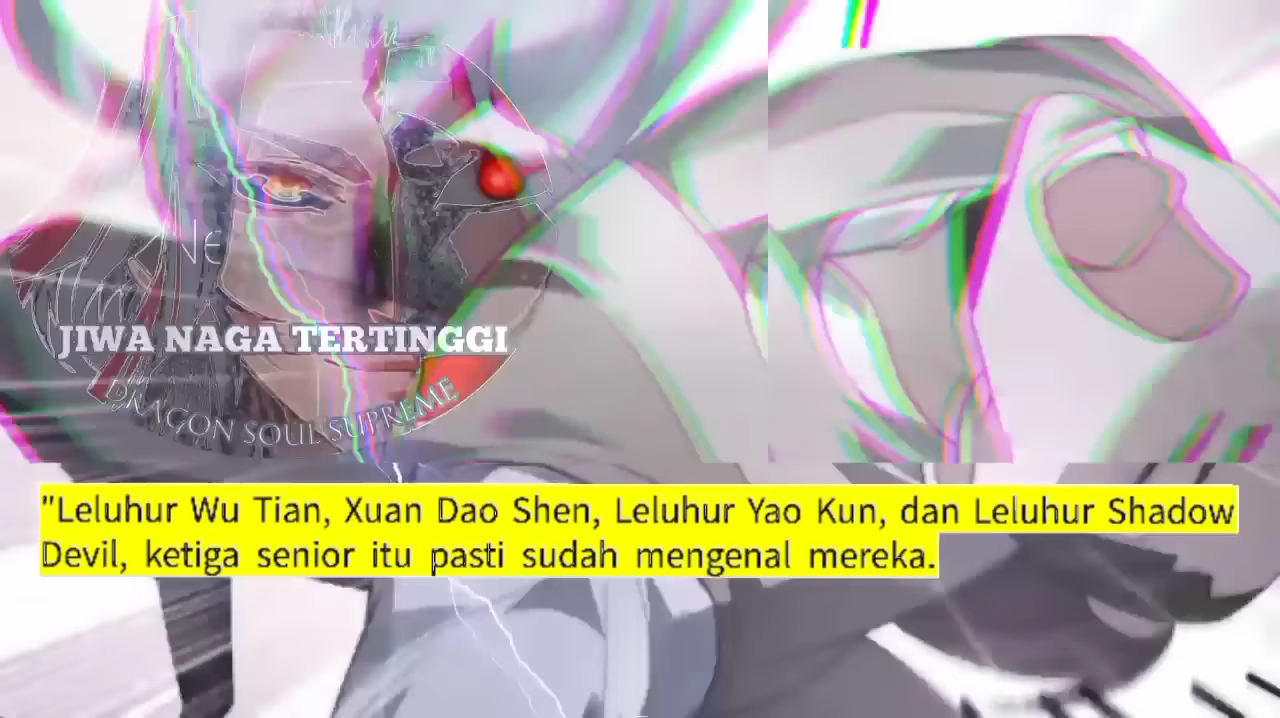 JIWA NAGA TERTINGGI
DRAGON SOUL SUPREME
"Leluhur Wu Tian, Xuan Dao Shen, Leluhur Yao Kun, dan Leluhur Shadow
Devil, ketiga senior itu pasti sudah mengenal mereka.